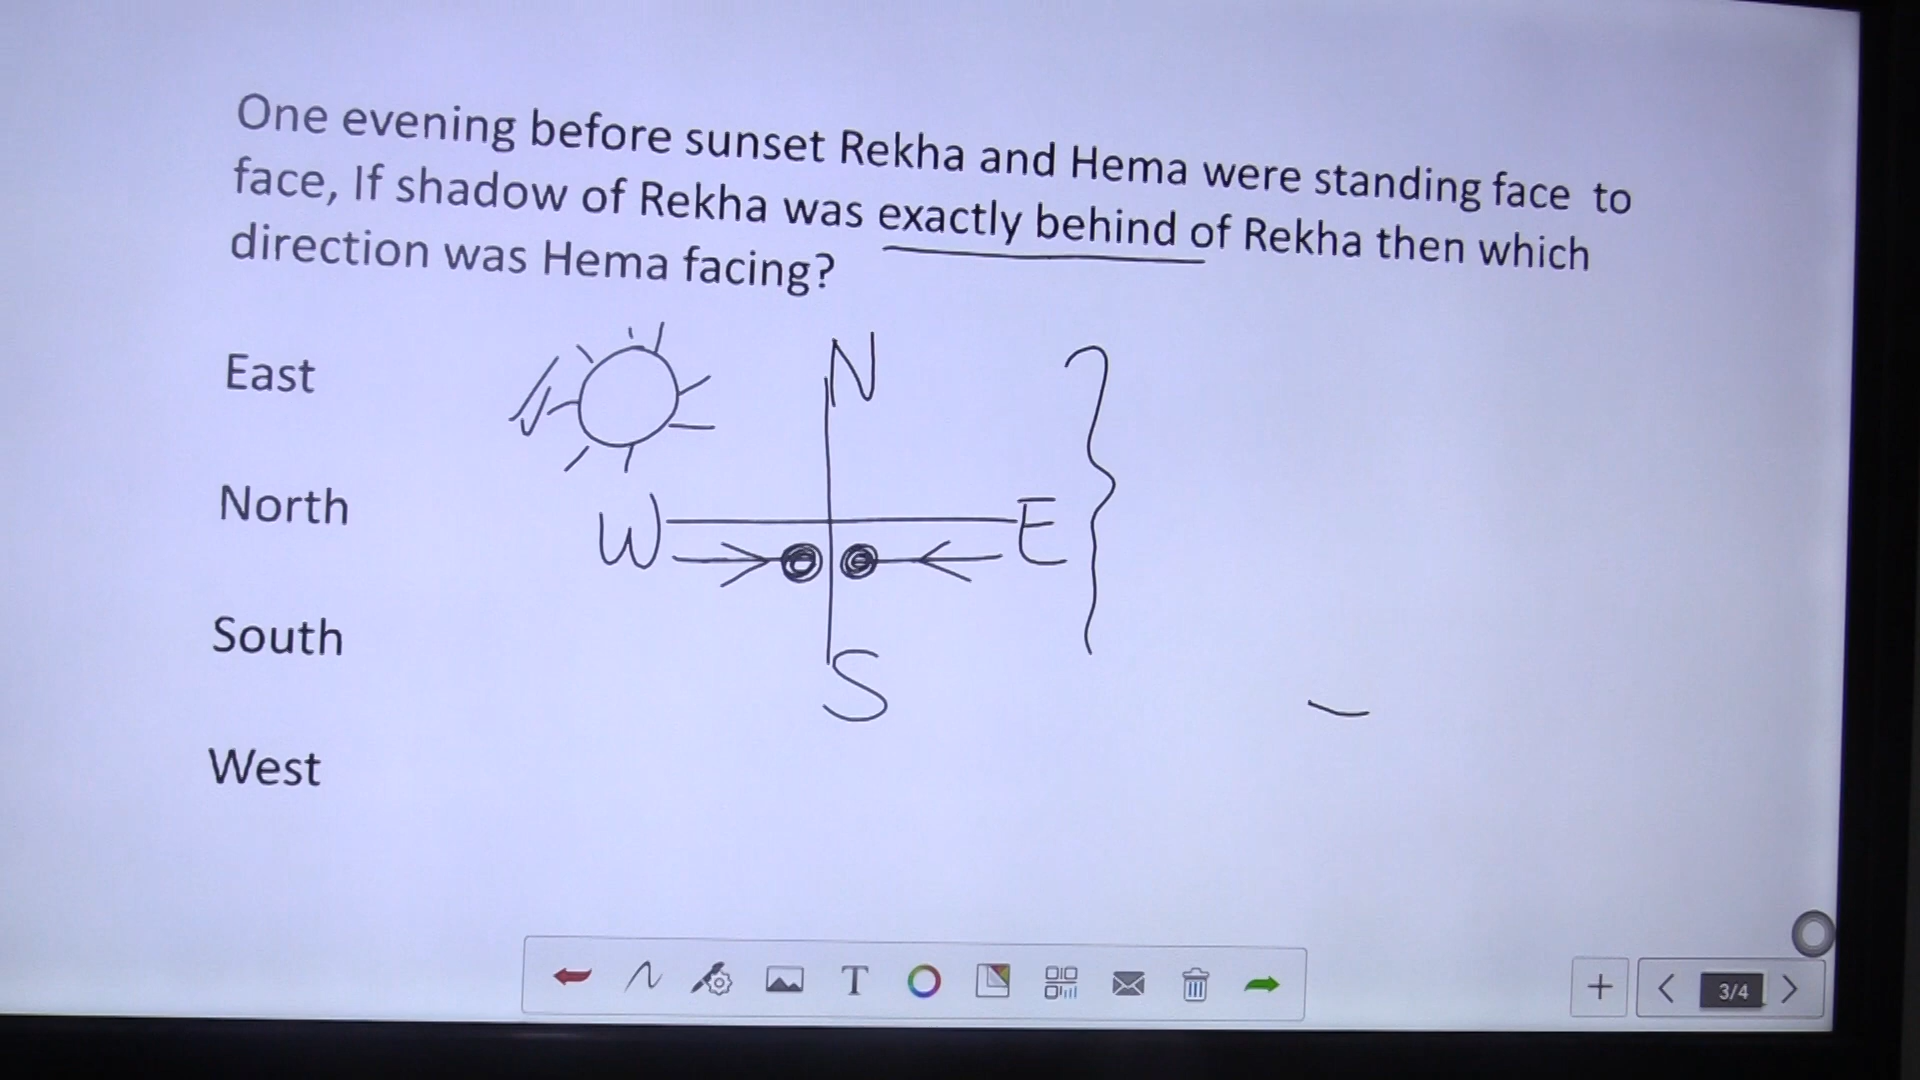 One evening before sunset Rekha and Hema were standing face to
face, If shadow of Rekha was exactly behind of Rekha then which
direction was Hema facing?
East
N
North
W
E
South
S
West
T
3/4